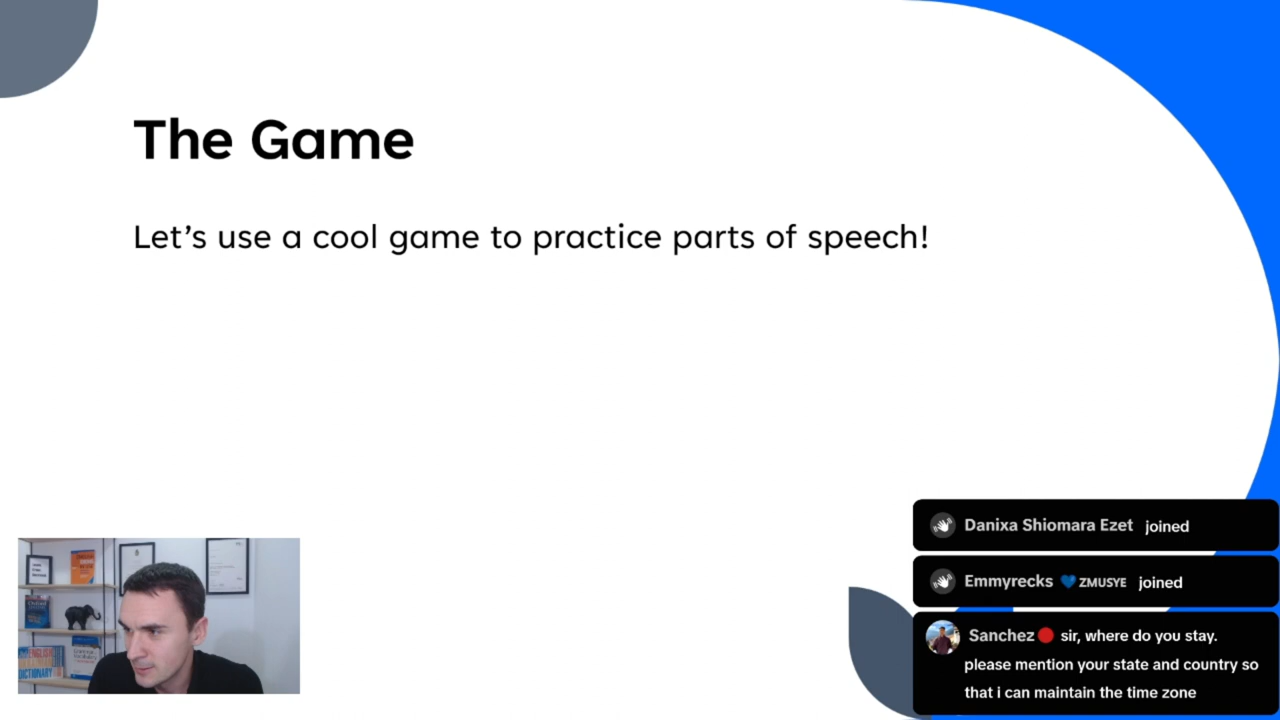 The Game
Let’s use a cool game to practice parts of speech!
Danixa Shiomara Ezet joined
Emmyrecks 💙 ZMUSYE joined
Sanchez🔴 sir, where do you stay.
please mention your state and country so
that i can maintain the time zone
DICTIONARY